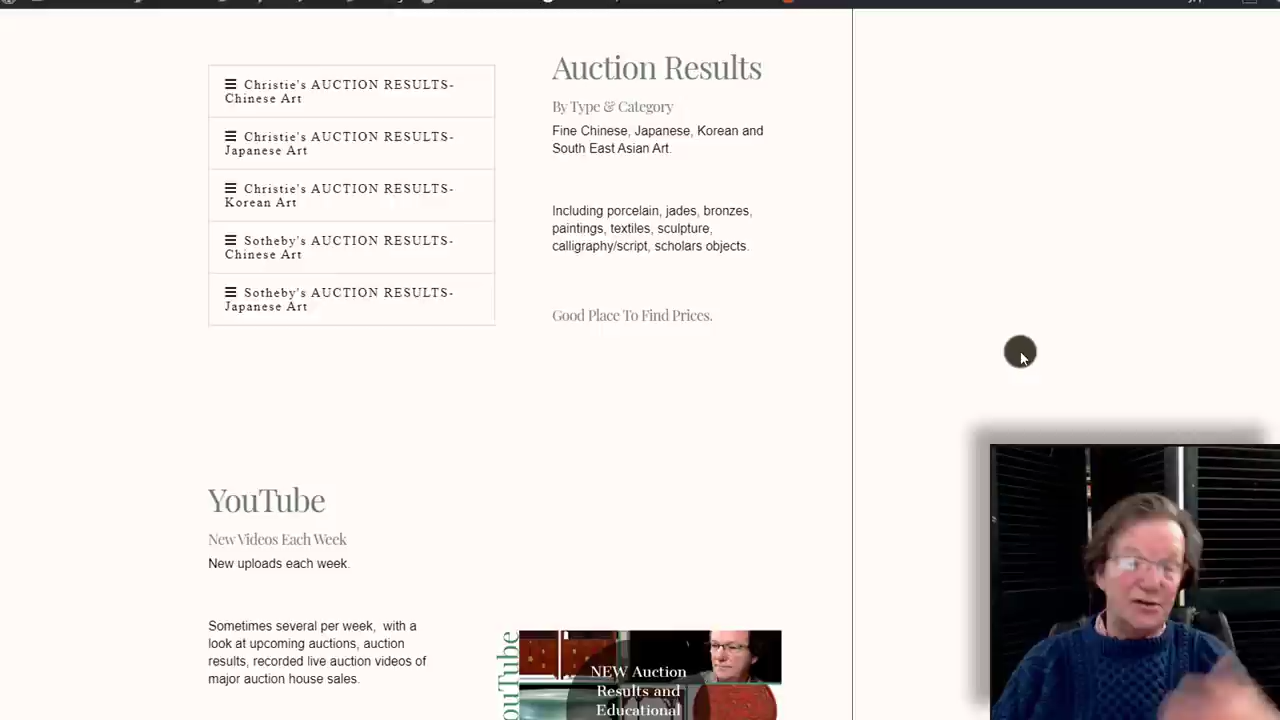 ☰ Christie's AUCTION RESULTS-
Chinese Art
☰ Christie's AUCTION RESULTS-
Japanese Art
☰ Christie's AUCTION RESULTS-
Korean Art
☰ Sotheby's AUCTION RESULTS-
Chinese Art
☰ Sotheby's AUCTION RESULTS-
Japanese Art
Auction Results
By Type & Category
Fine Chinese, Japanese, Korean and
South East Asian Art.
Including porcelain, jades, bronzes,
paintings, textiles, sculpture,
calligraphy/script, scholars objects.
Good Place To Find Prices.
YouTube
New Videos Each Week
New uploads each week.
Sometimes several per week, with a
look at upcoming auctions, auction
results, recorded live auction videos of
major auction house sales.
NEW Auction
Results and
Educational